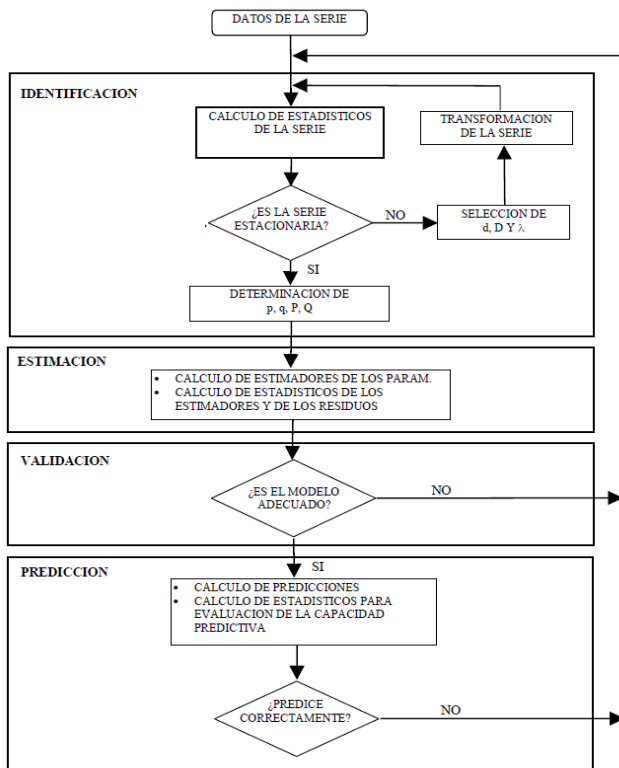 DATOS DE LA SERIE
IDENTIFICACION
CALCULO DE ESTADISTICOS
DE LA SERIE
TRANSFORMACION
DE LA SERIE
¿ES LA SERIE
ESTACIONARIA?
NO
SELECCION DE
d, D Y λ.
SI
DETERMINACION DE
p, q, P, Q
ESTIMACION
• CALCULO DE ESTIMADORES DE LOS PARAM.
• CALCULO DE ESTADISTICOS DE LOS
ESTIMADORES Y DE LOS RESIDUOS
VALIDACION
¿ES EL MODELO
ADECUADO?
NO
SI
PREDICCION
• CALCULO DE PREDICCIONES
• CALCULO DE ESTADISTICOS PARA
EVALUACION DE LA CAPACIDAD
PREDICTIVA
¿PREDICE
CORRECTAMENTE?
NO